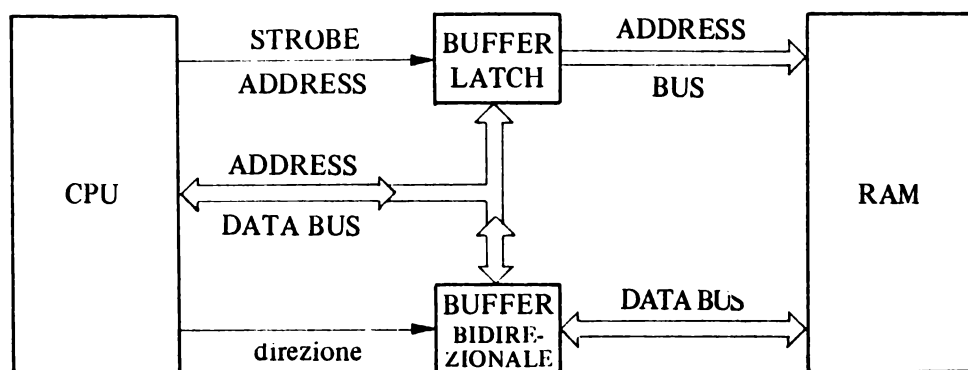 STROBE
ADDRESS
BUFFER
LATCH
ADDRESS
BUS
CPU
ADDRESS
DATA BUS
RAM
BUFFER
BIDIRE-
ZIONALE
direzione
DATA BUS